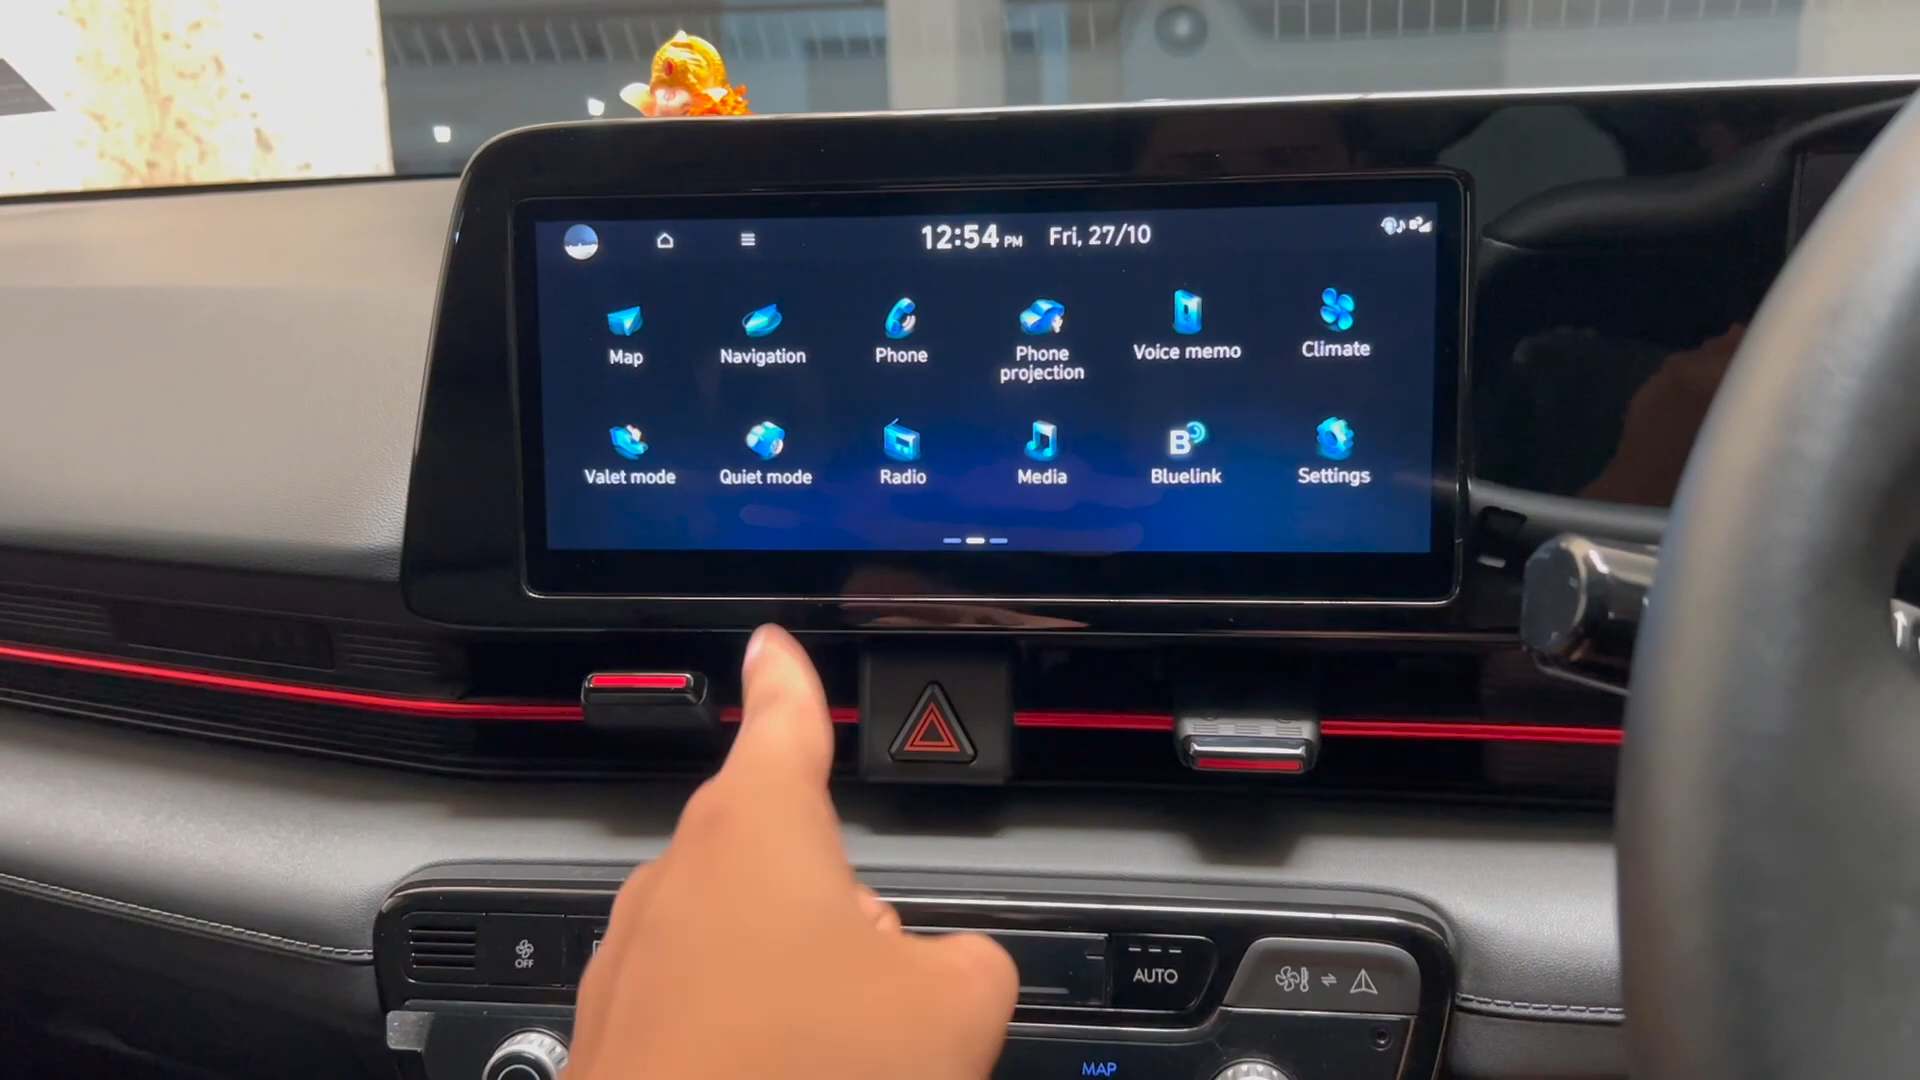 12:54 PM Fri, 27/10
Map
Navigation
Phone
Phone
projection
Voice memo
Climate
Valet mode
Quiet mode
Radio
Media
B
Bluelink
Settings
OFF
AUTO
MAP